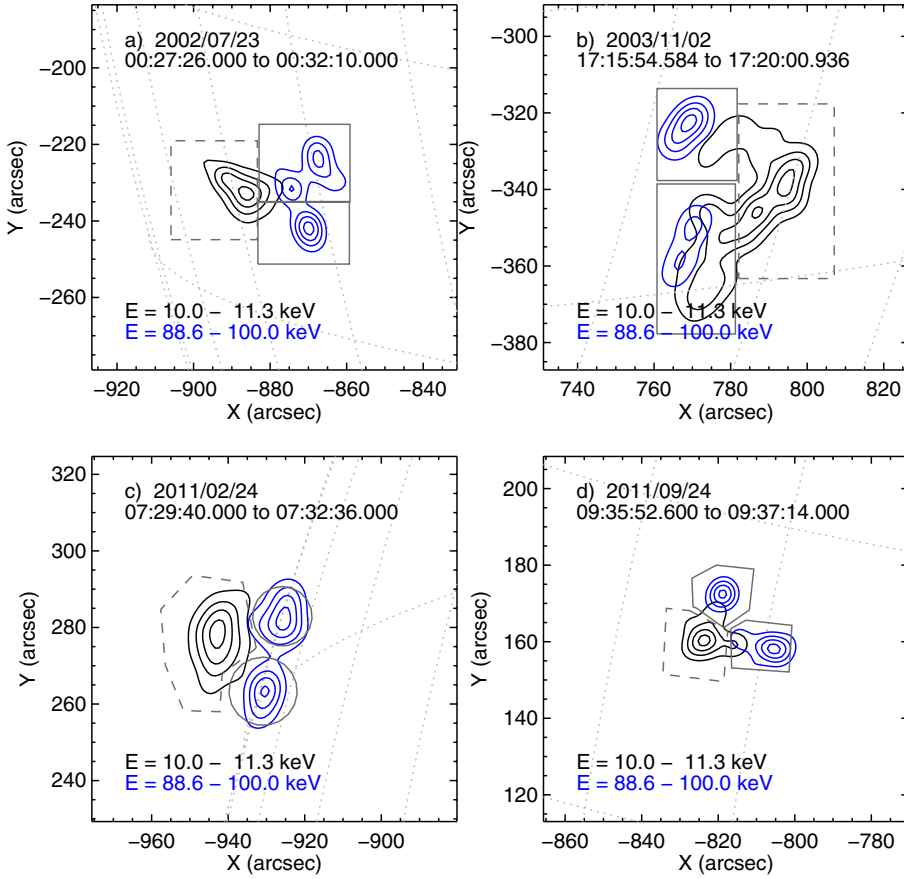 a) 2002/07/23
00:27:26.000 to 00:32:10.000
−200
−220
−240
−260
Y (arcsec)
E = 10.0 − 11.3 keV
E = 88.6 − 100.0 keV
−920 −900 −880 −860 −840
X (arcsec)
b) 2003/11/02
17:15:54.584 to 17:20:00.936
−300
−320
−340
−360
−380
Y (arcsec)
E = 10.0 − 11.3 keV
E = 88.6 − 100.0 keV
740 760 780 800 820
X (arcsec)
c) 2011/02/24
07:29:40.000 to 07:32:36.000
320
300
280
260
240
Y (arcsec)
E = 10.0 − 11.3 keV
E = 88.6 − 100.0 keV
−960 −940 −920 −900
X (arcsec)
d) 2011/09/24
09:35:52.600 to 09:37:14.000
200
180
160
140
120
Y (arcsec)
E = 10.0 − 11.3 keV
E = 88.6 − 100.0 keV
−860 −840 −820 −800 −780
X (arcsec)